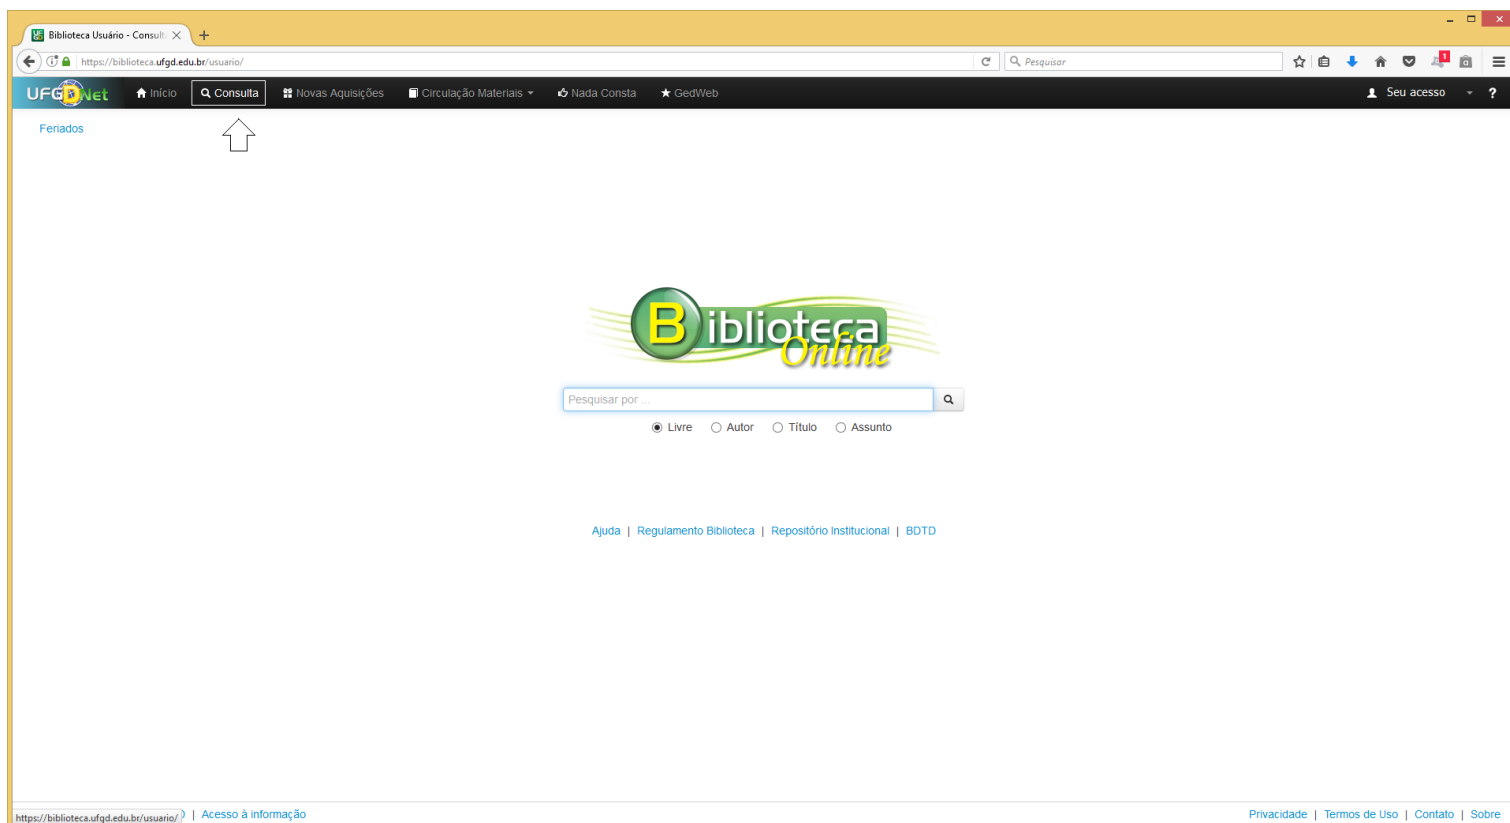 Biblioteca Usuário - Consult
https://biblioteca.ufgd.edu.br/usuario/
Pesquisar
1
UFGDNet
Início
Consulta
Novas Aquisições
Circulação Materiais
Nada Consta
GedWeb
Seu acesso
?
Feriados
Biblioteca
Online
Pesquisar por ...
Livre
Autor
Título
Assunto
Ajuda | Regulamento Biblioteca | Repositório Institucional | BDTD
https://biblioteca.ufgd.edu.br/usuario/
| Acesso à informação
Privacidade | Termos de Uso | Contato | Sobre